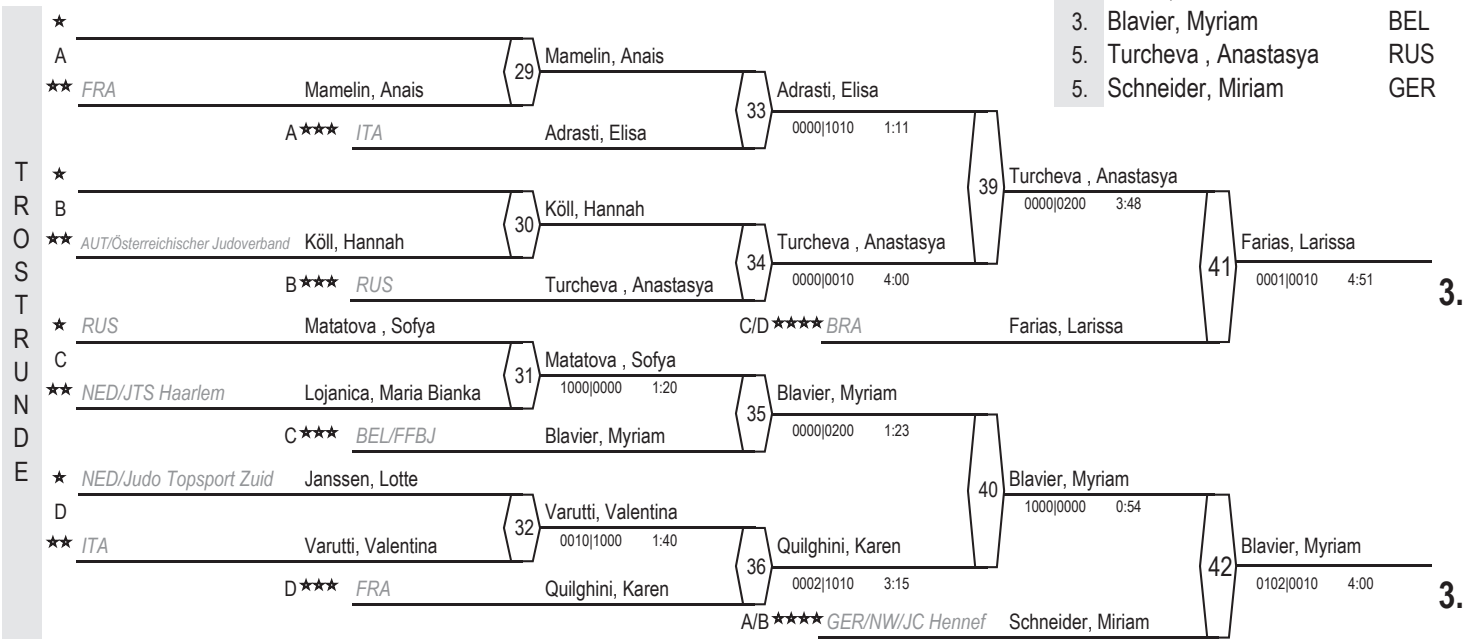 3. Blavier, Myriam BEL
5. Turcheva , Anastasya RUS
5. Schneider, Miriam GER
TROSTRUNDE
A
FRA Mamelin, Anais
29
Mamelin, Anais
A ITA Adrasti, Elisa
33
Adrasti, Elisa
0000|1010 1:11
B
AUT/Österreichischer Judoverband Köll, Hannah
30
Köll, Hannah
B RUS Turcheva , Anastasya
34
Turcheva , Anastasya
0000|0010 4:00
39
Turcheva , Anastasya
0000|0200 3:48
C/D BRA Farias, Larissa
41
Farias, Larissa
0001|0010 4:51
3.
RUS Matatova , Sofya
C
NED/JTS Haarlem Lojanica, Maria Bianka
31
Matatova , Sofya
1000|0000 1:20
C BEL/FFBJ Blavier, Myriam
35
Blavier, Myriam
0000|0200 1:23
NED/Judo Topsport Zuid Janssen, Lotte
D
ITA Varutti, Valentina
32
Varutti, Valentina
0010|1000 1:40
D FRA Quilghini, Karen
36
Quilghini, Karen
0002|1010 3:15
40
Blavier, Myriam
1000|0000 0:54
A/B GER/NW/JC Hennef Schneider, Miriam
42
Blavier, Myriam
0102|0010 4:00
3.